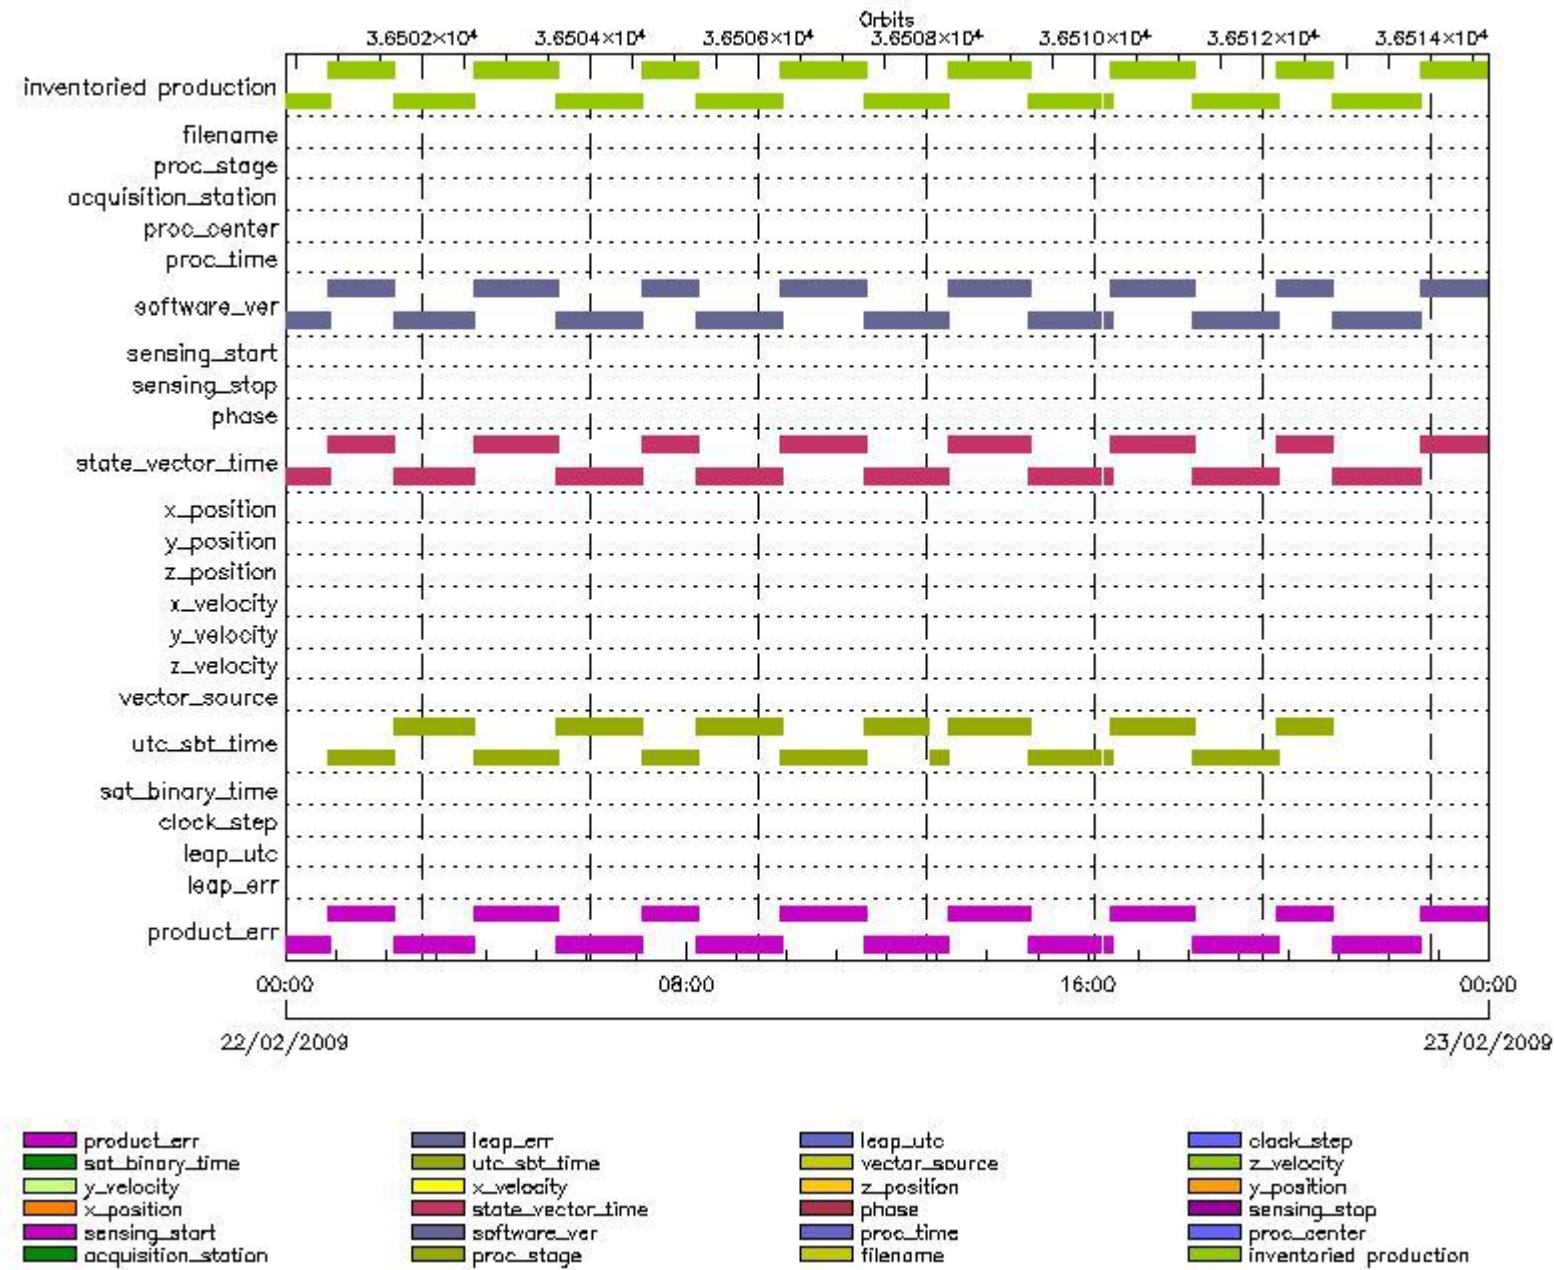 Orbits
3.6502×10⁴ 3.6504×10⁴ 3.6506×10⁴ 3.6508×10⁴ 3.6510×10⁴ 3.6512×10⁴ 3.6514×10⁴
inventoried production
filename
proc_stage
acquisition_station
proc_center
proc_time
software_ver
sensing_start
sensing_stop
phase
state_vector_time
x_position
y_position
z_position
x_velocity
y_velocity
z_velocity
vector_source
utc_sbt_time
sat_binary_time
clock_step
leap_utc
leap_err
product_err
00:00 08:00 16:00 00:00
22/02/2009 23/02/2009
product_err leap_err leap_utc clock_step
sat_binary_time utc_sbt_time vector_source z_velocity
y_velocity x_velocity z_position y_position
x_position state_vector_time phase sensing_stop
sensing_start software_ver proc_time proc_center
acquisition_station proc_stage filename inventoried production